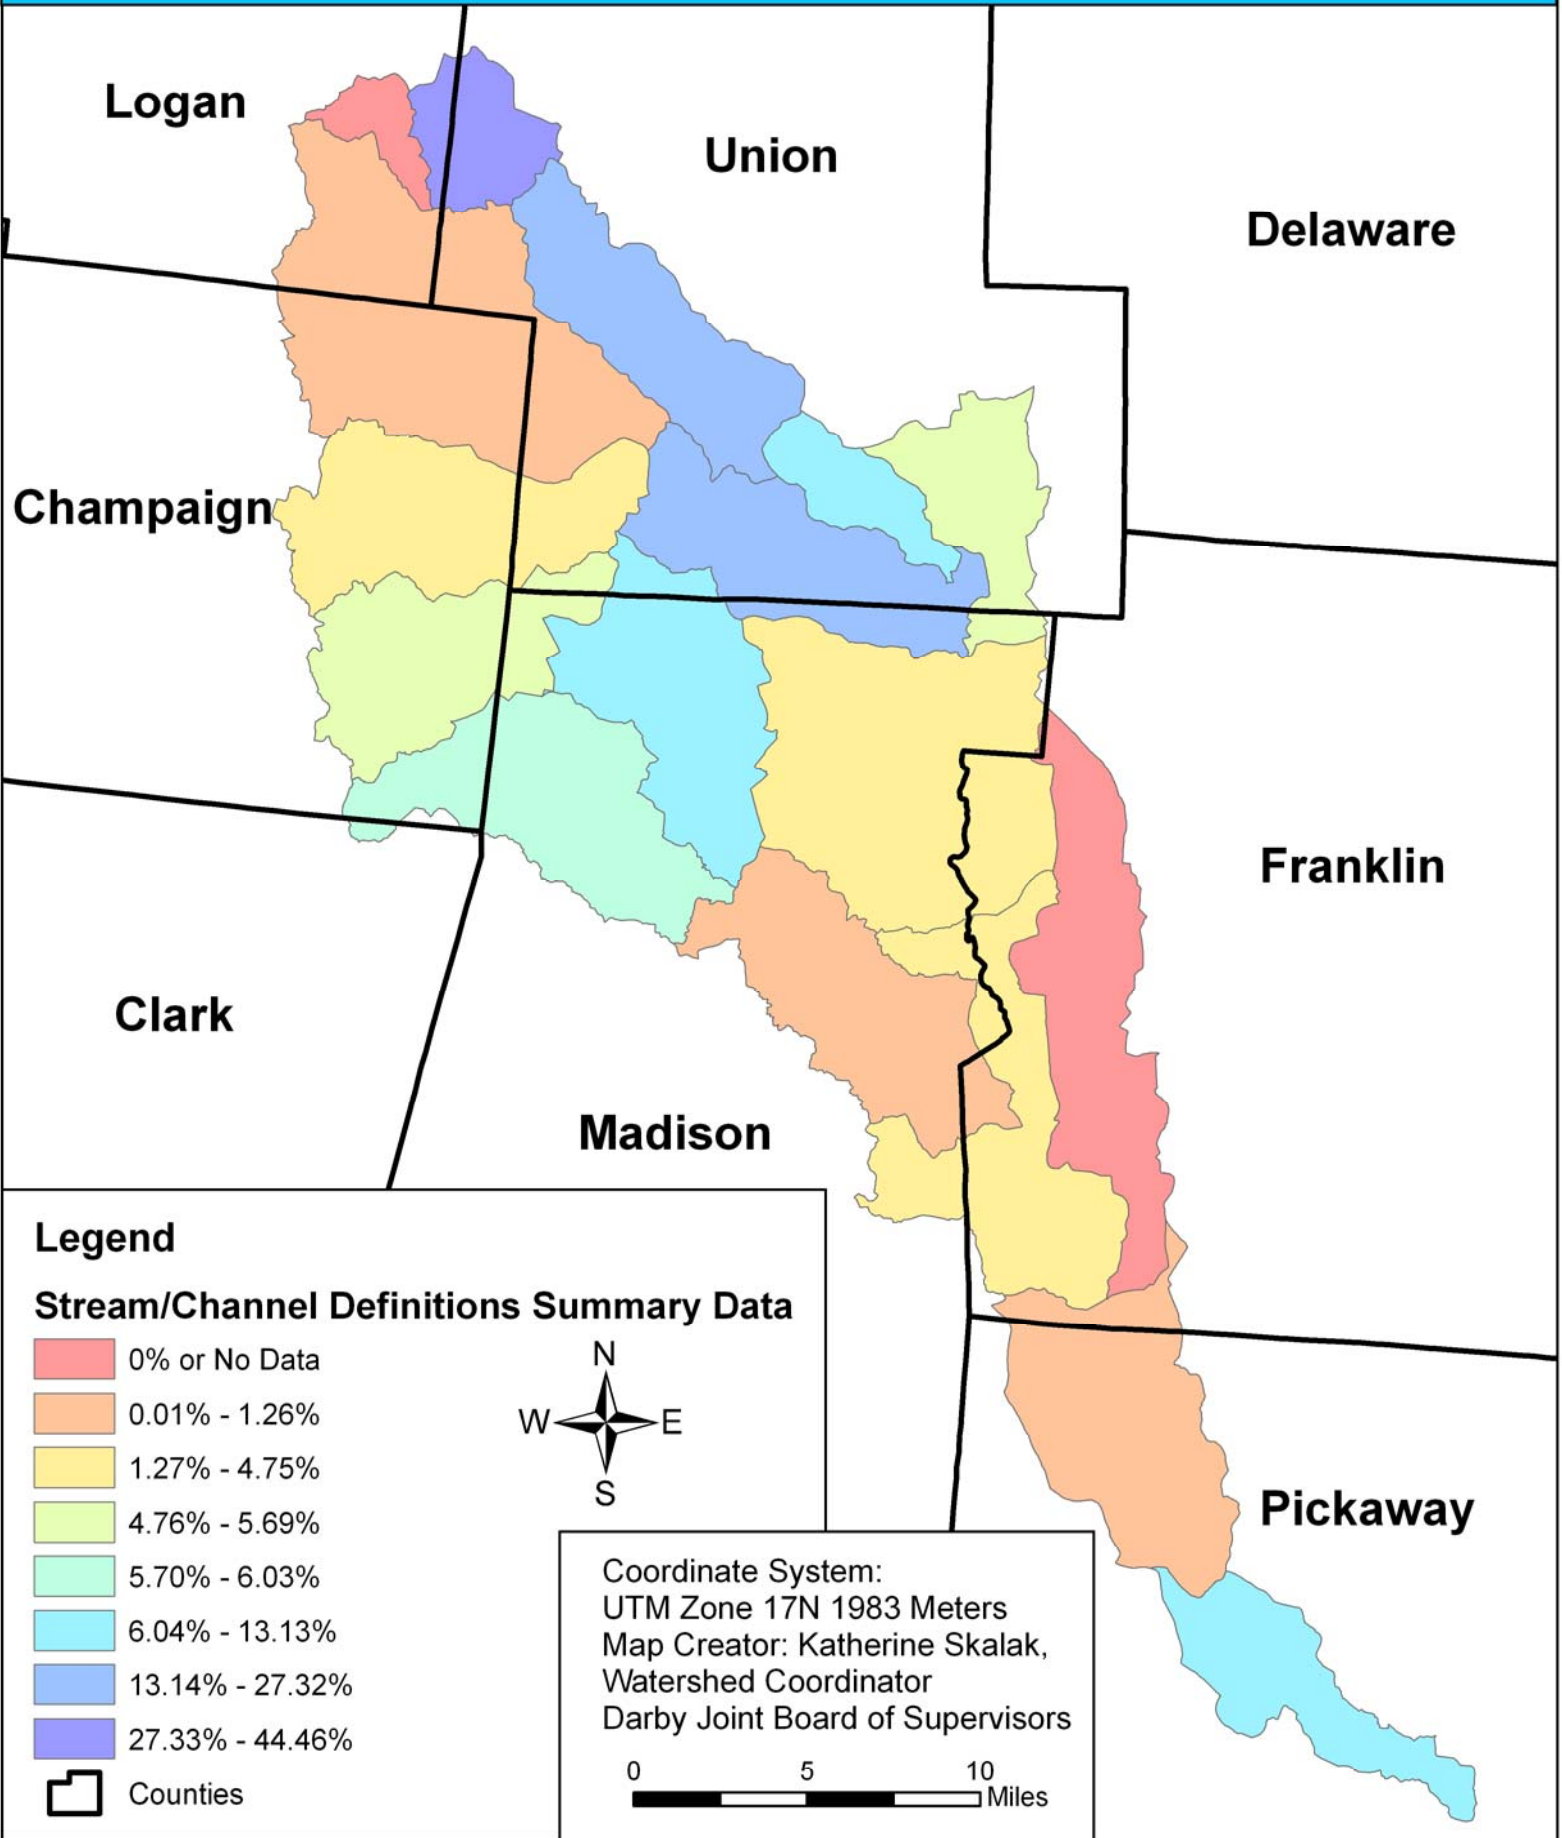 Logan
Union
Delaware
Champaign
Franklin
Clark
Madison
Pickaway
Legend
Stream/Channel Definitions Summary Data
0% or No Data
0.01% - 1.26%
1.27% - 4.75%
4.76% - 5.69%
5.70% - 6.03%
6.04% - 13.13%
13.14% - 27.32%
27.33% - 44.46%
Counties
N
W E
S
Coordinate System:
UTM Zone 17N 1983 Meters
Map Creator: Katherine Skalak,
Watershed Coordinator
Darby Joint Board of Supervisors
0 5 10
Miles